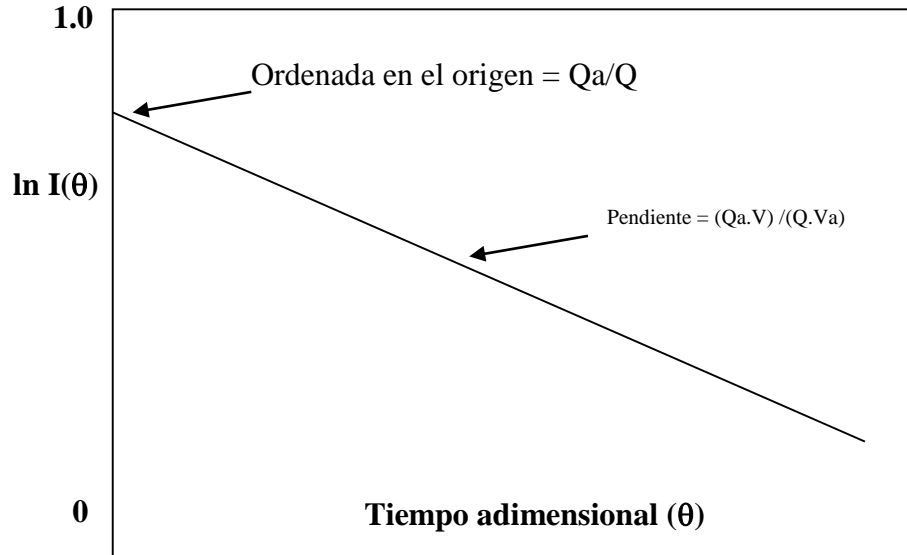 1.0
Ordenada en el origen = Qa/Q
ln I(θ)
Pendiente = (Qa.V) /(Q.Va)
0
Tiempo adimensional (θ)